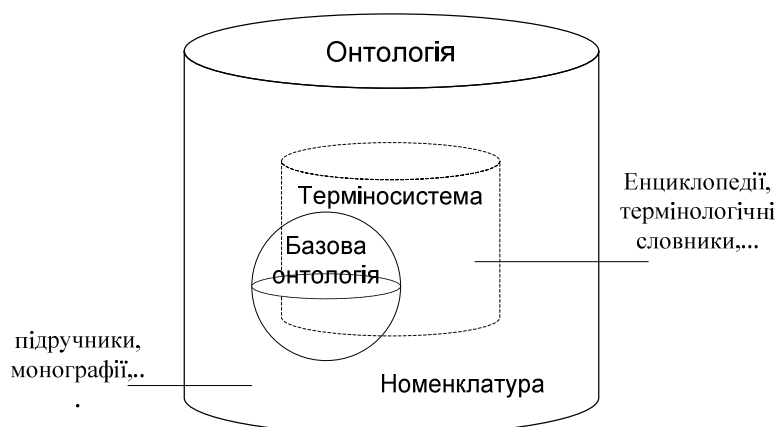 Онтологія
Терміносистема
Базова
онтологія
Енциклопедії,
термінологічні
словники,...
підручники,
монографії,..
.
Номенклатура